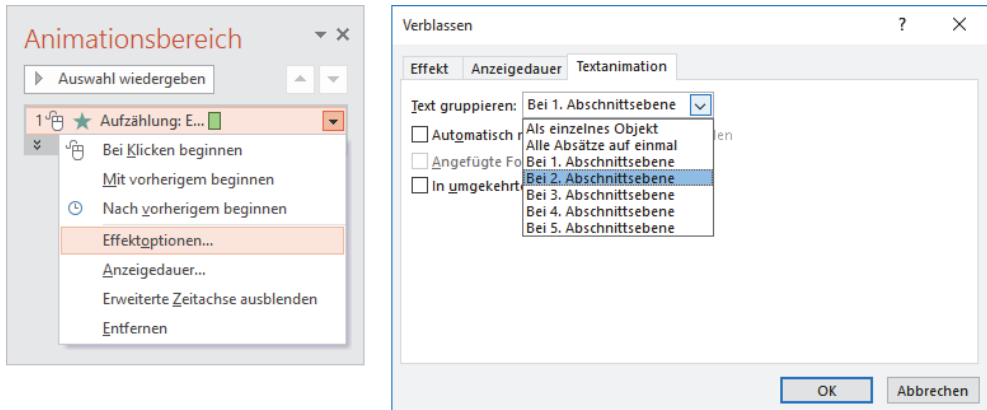 Animationsbereich
Auswahl wiedergeben
1 Aufzählung: E...
Bei Klicken beginnen
Mit vorherigem beginnen
Nach vorherigem beginnen
Effektoptionen...
Anzeigedauer...
Erweiterte Zeitachse ausblenden
Entfernen
Verblassen
Effekt Anzeigedauer Textanimation
Text gruppieren: Bei 1. Abschnittsebene
Als einzelnes Objekt
Alle Absätze auf einmal
Bei 1. Abschnittsebene
Bei 2. Abschnittsebene
Bei 3. Abschnittsebene
Bei 4. Abschnittsebene
Bei 5. Abschnittsebene
Automatisch
Angefügte
In
OK Abbrechen